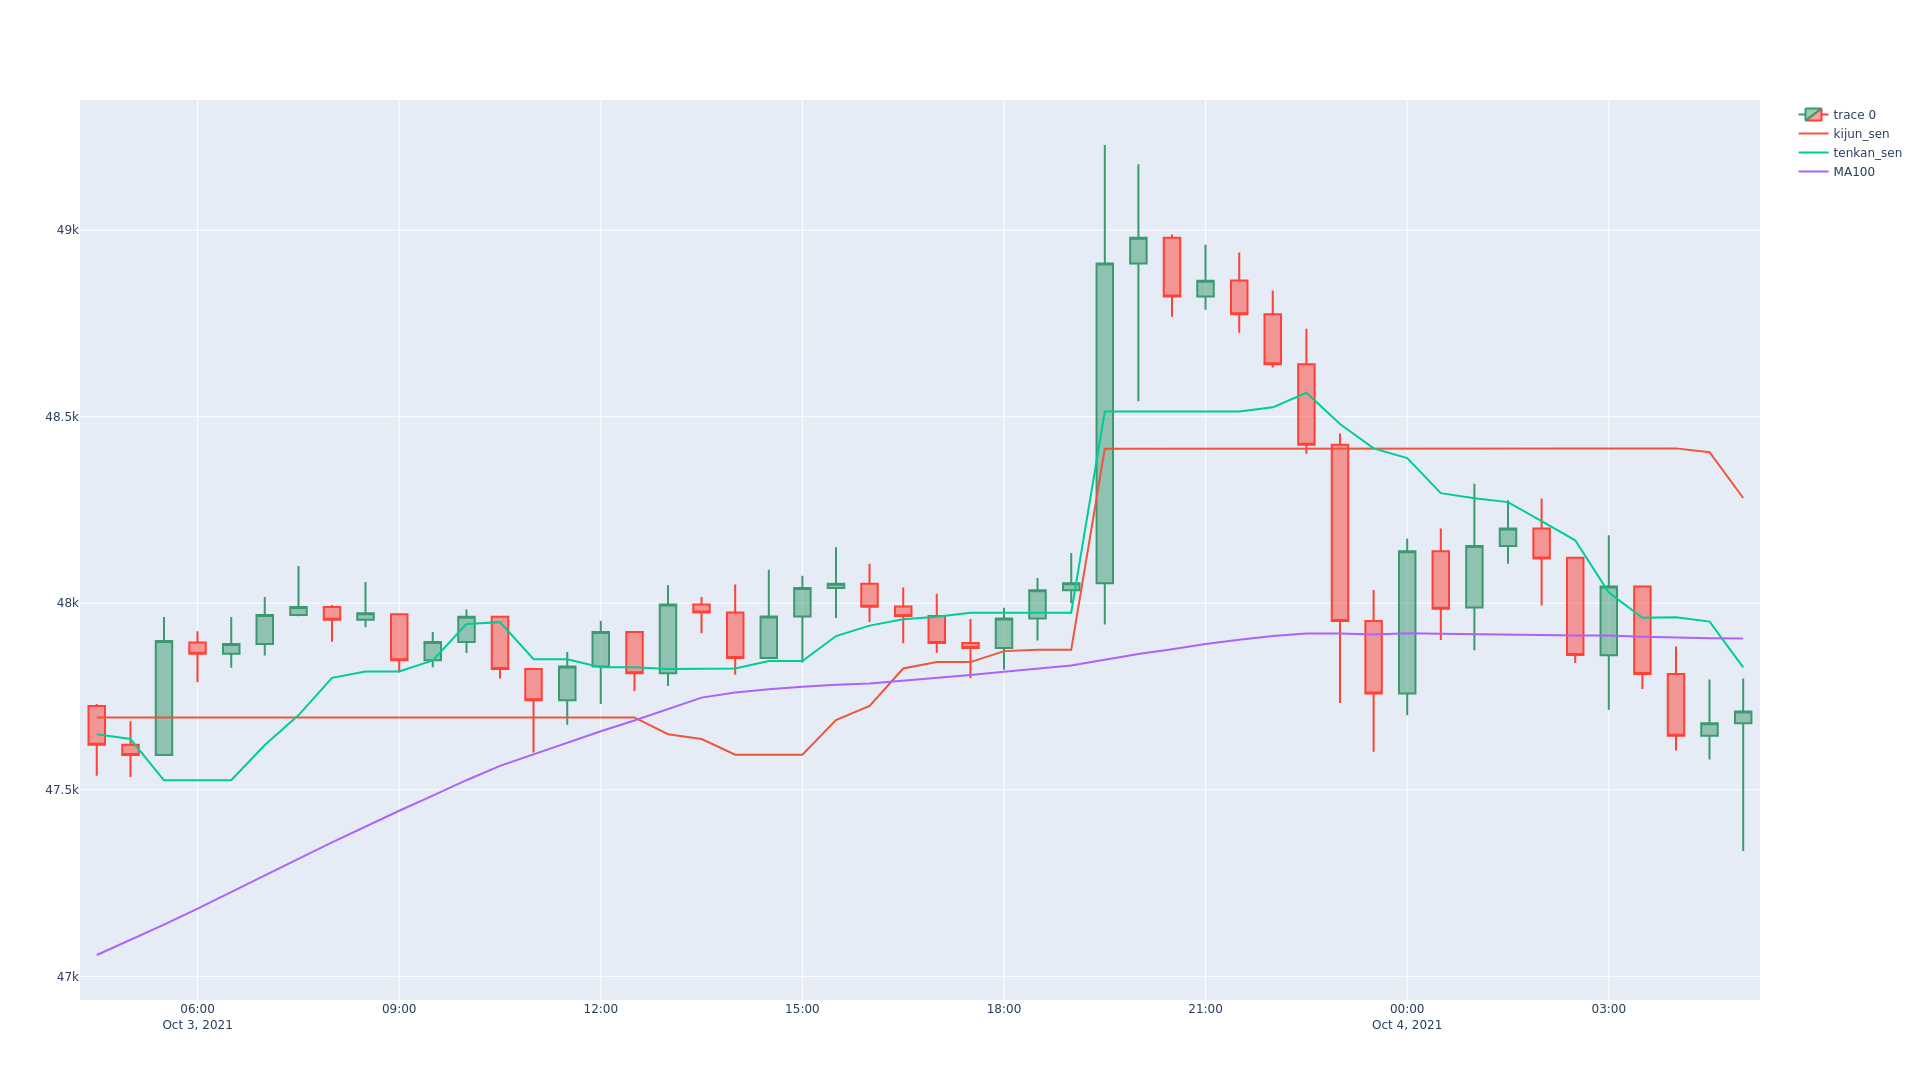 trace 0
kijun_sen
tenkan_sen
MA100
49k
48.5k
48k
47.5k
47k
06:00 09:00 12:00 15:00 18:00 21:00 00:00 03:00
Oct 3, 2021 Oct 4, 2021